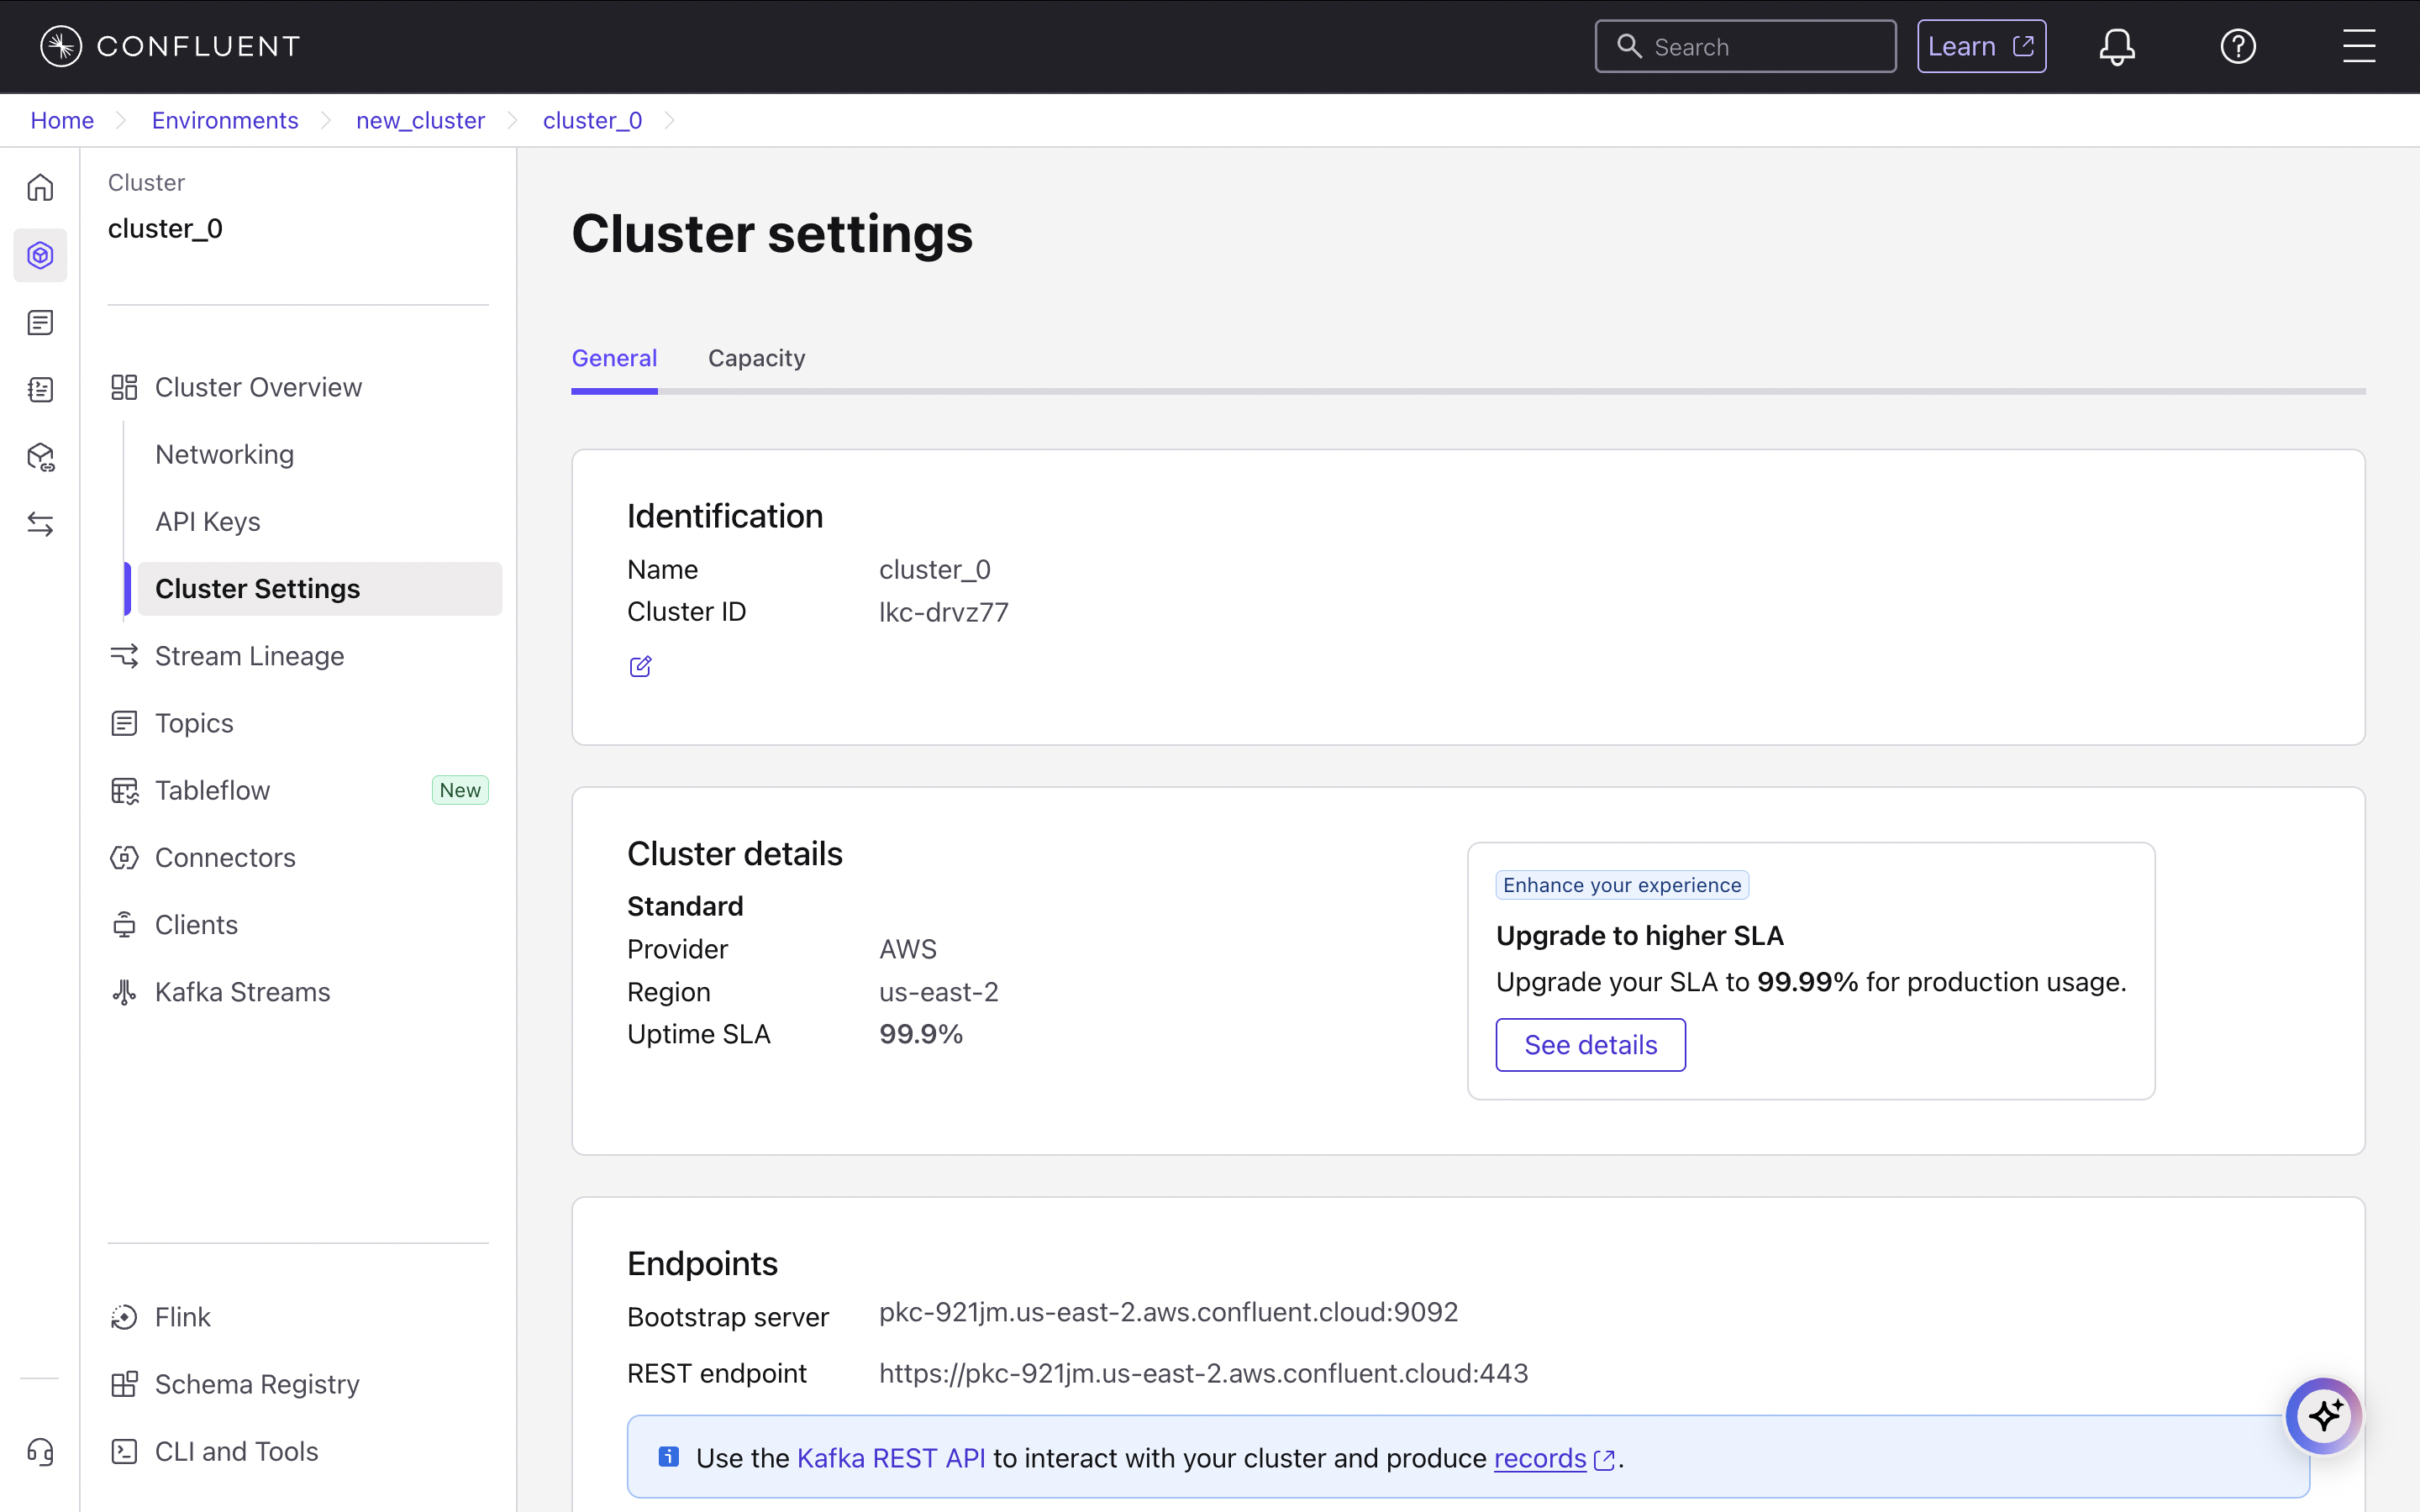 CONFLUENT
Search
Learn
Home
Environments
new_cluster
cluster_0
Cluster
cluster_0
Cluster Overview
Networking
API Keys
Cluster Settings
Stream Lineage
Topics
Tableflow New
Connectors
Clients
Kafka Streams
Flink
Schema Registry
CLI and Tools
Cluster settings
General
Capacity
Identification
Name cluster_0
Cluster ID lkc-drvz77
Cluster details
Standard
Provider AWS
Region us-east-2
Uptime SLA 99.9%
Enhance your experience
Upgrade to higher SLA
Upgrade your SLA to 99.99% for production usage.
See details
Endpoints
Bootstrap server pkc-921jm.us-east-2.aws.confluent.cloud:9092
REST endpoint https://pkc-921jm.us-east-2.aws.confluent.cloud:443
Use the Kafka REST API to interact with your cluster and produce records.